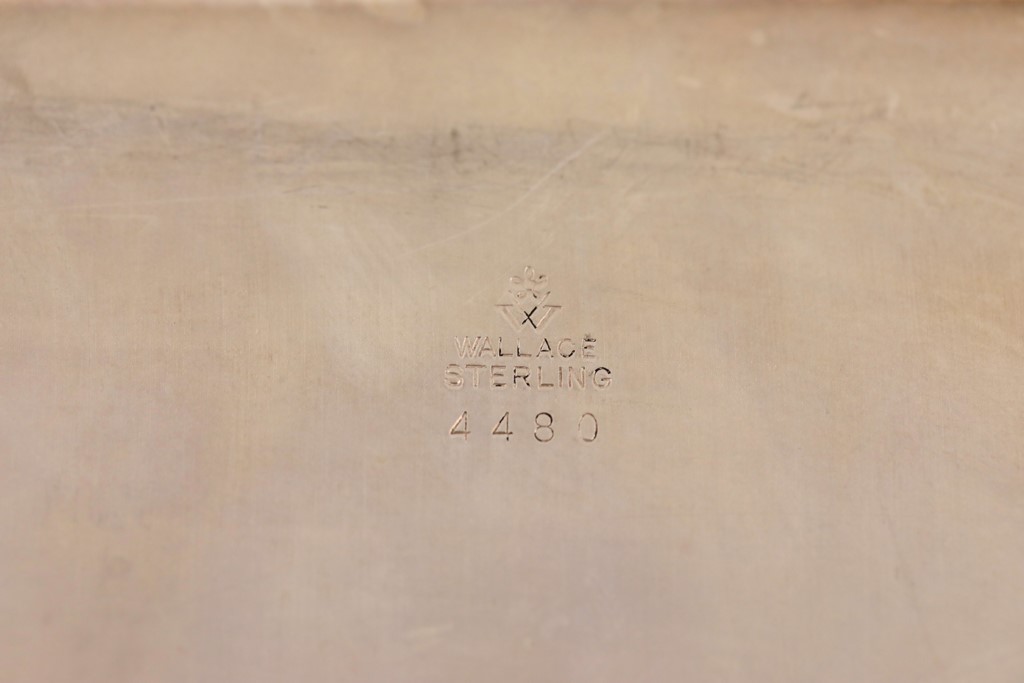 W
WALLACE
STERLING
4480